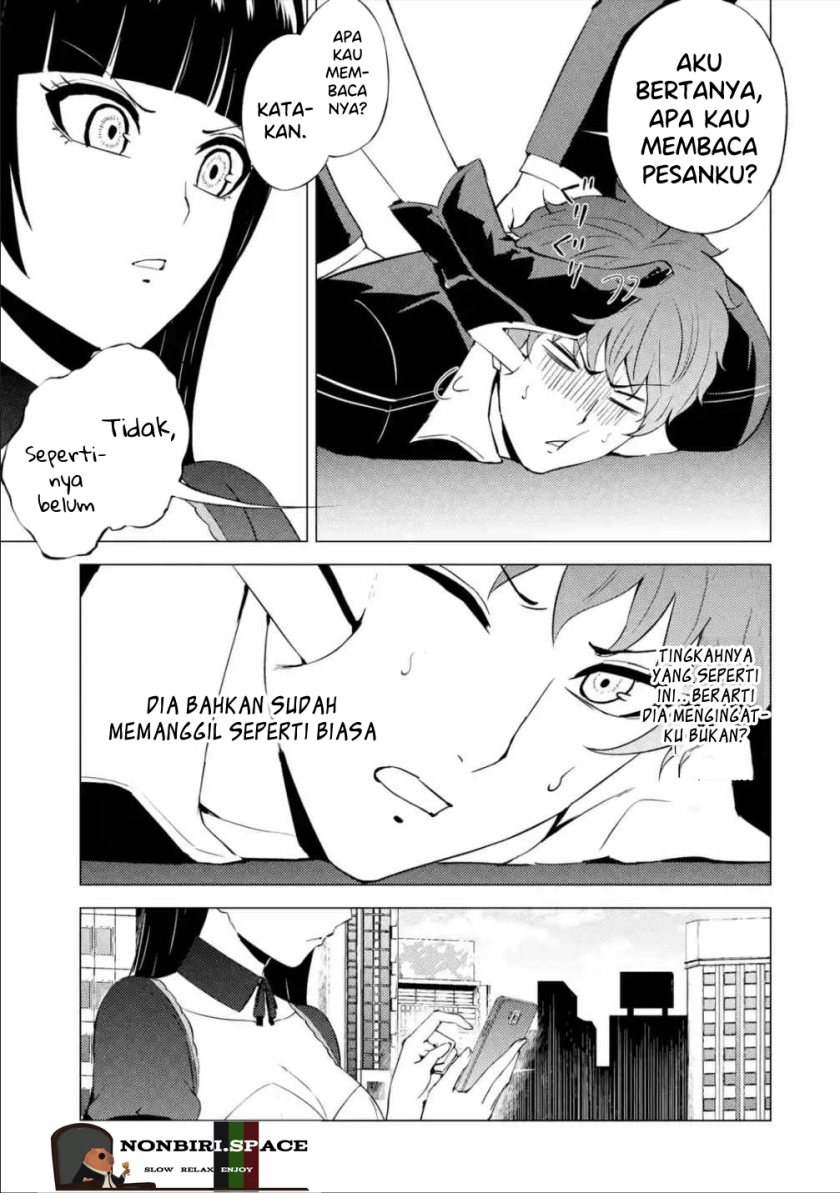 AKU
BERTANYA,
APA KAU
MEMBACA
PESANKU?
APA
KAU
MEM-
BACA
NYA?
KATA-
KAN.
Tidak,
Seperti-
nya
belum
TINGKAHNYA
YANG SEPERTI
INI.. BERARTI
DIA MENGINGAT-
KU BUKAN?
DIA BAHKAN SUDAH
MEMANGGIL SEPERTI BIASA
NONBIRI.SPACE
SLOW RELAX ENJOY